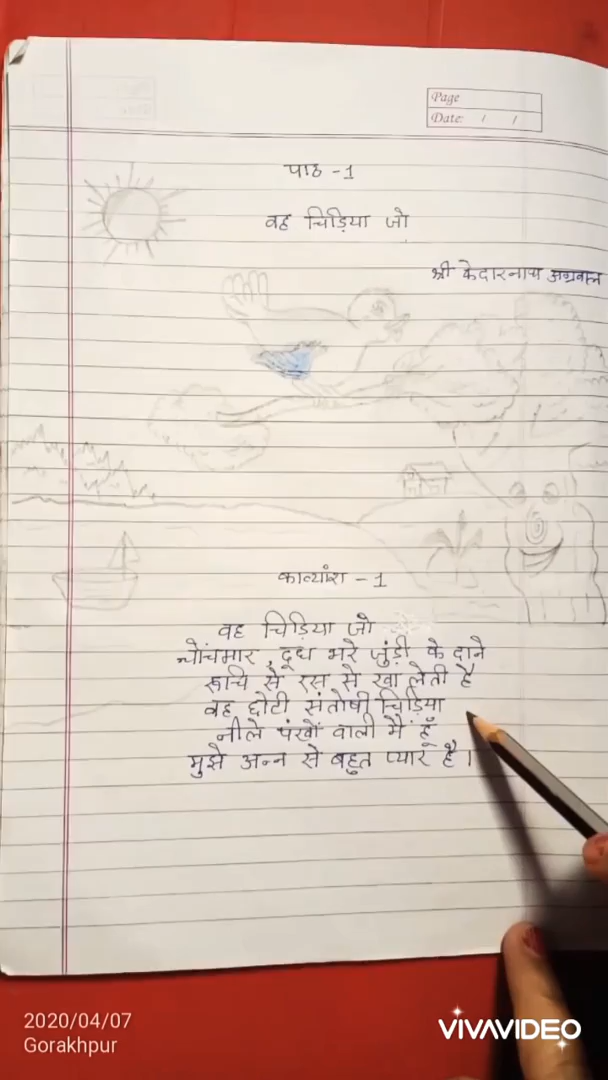 Page
Date: / /
पाठ -1
वह चिड़िया जो
श्री केदारनाथ अग्रवाल
काव्यांश -1
वह चिड़िया जो
चोंचमार , दूध भरे जुंड़ी के दाने
रूचि से रस से खा लेती है
वह छोटी संतोषी चिड़िया
नीले पंखों वाली मैं हूँ
मुझे अन्न से बहुत प्यार है ।
2020/04/07
Gorakhpur
VIVAVIDEO